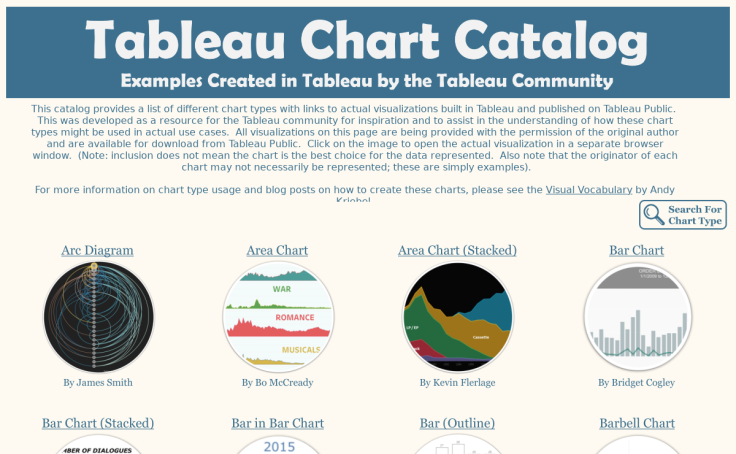 Tableau Chart Catalog
Examples Created in Tableau by the Tableau Community
This catalog provides a list of different chart types with links to actual visualizations built in Tableau and published on Tableau Public.
This was developed as a resource for the Tableau community for inspiration and to assist in the understanding of how these chart
types might be used in actual use cases.  All visualizations on this page are being provided with the permission of the original author
and are available for download from Tableau Public.  Click on the image to open the actual visualization in a separate browser
window.  (Note: inclusion does not mean the chart is the best choice for the data represented.  Also note that the originator of each
chart may not necessarily be represented; these are simply examples).
For more information on chart type usage and blog posts on how to create these charts, please see the Visual Vocabulary by Andy
Kriebel
Search For
Chart Type
Arc Diagram
Area Chart
Area Chart (Stacked)
Bar Chart
WAR
ROMANCE
MUSICALS
LP/EP
Cassette
By James Smith
By Bo McCready
By Kevin Flerlage
By Bridget Cogley
Bar Chart (Stacked)
Bar in Bar Chart
Bar (Outline)
Barbell Chart
MBER OF DIALOGUES
2015